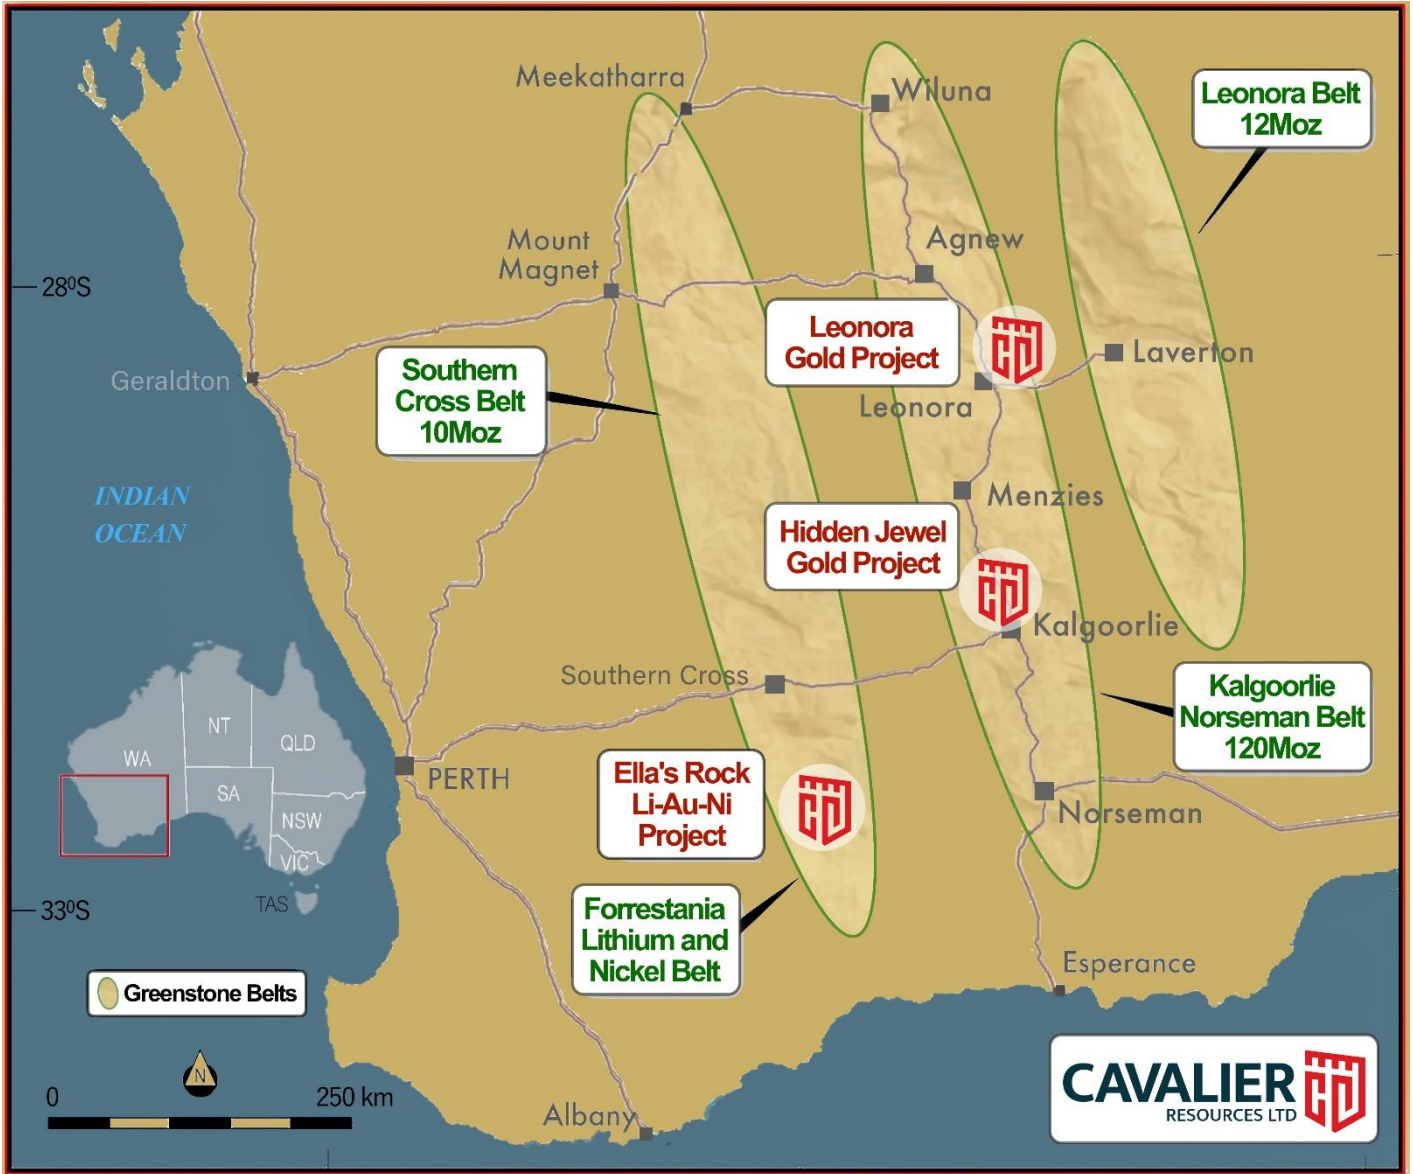 Meekatharra
Wiluna
Leonora Belt
12Moz
Mount
Magnet
Agnew
28⁰S
Leonora
Gold Project
Laverton
Southern
Cross Belt
10Moz
Geraldton
Leonora
INDIAN
OCEAN
Menzies
Hidden Jewel
Gold Project
Kalgoorlie
Southern Cross
Kalgoorlie
Norseman Belt
120Moz
NT
QLD
WA
SA
NSW
VIC
TAS
PERTH
Ella's Rock
Li-Au-Ni
Project
Norseman
33⁰S
Forrestania
Lithium and
Nickel Belt
Esperance
Greenstone Belts
N
0
250 km
Albany
CAVALIER
RESOURCES LTD